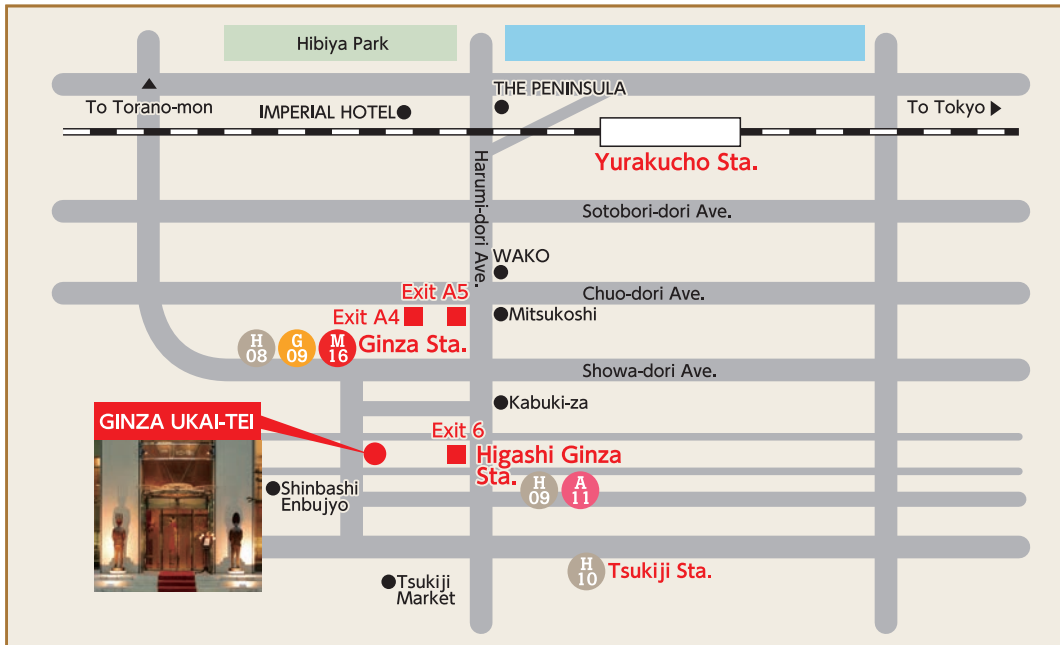 Hibiya Park
To Torano-mon
IMPERIAL HOTEL
THE PENINSULA
To Tokyo
Yurakucho Sta.
Harumi-dori Ave.
Sotobori-dori Ave.
WAKO
Exit A5
Chuo-dori Ave.
Exit A4
Mitsukoshi
H
08
G
09
M
16
Ginza Sta.
Showa-dori Ave.
Kabuki-za
GINZA UKAI-TEI
Exit 6
Higashi Ginza
Sta.
H
09
A
11
Shinbashi
Enbujyo
H
10
Tsukiji Sta.
Tsukiji
Market